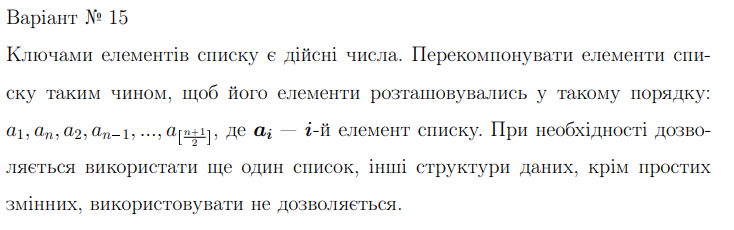 Варіант № 15
Ключами елементів списку є дійсні числа. Перекомпонувати елементи спи-
ску таким чином, щоб його елементи розташовувались у такому порядку:
a₁, aₙ, a₂, aₙ₋₁, ..., a_{[\frac{n+1}{2}]}, де aᵢ — i-й елемент списку. При необхідності дозво-
ляється використати ще один список, інші структури даних, крім простих
змінних, використовувати не дозволяється.